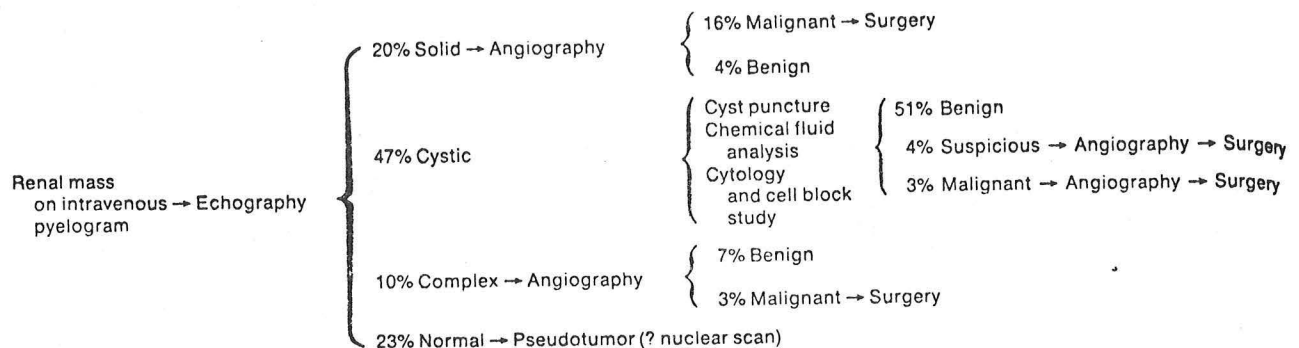 16% Malignant → Surgery
20% Solid → Angiography
4% Benign
Cyst puncture
Chemical fluid
analysis
Cytology
and cell block
study
47% Cystic
51% Benign
4% Suspicious → Angiography → Surgery
3% Malignant → Angiography → Surgery
Renal mass
on intravenous → Echography
pyelogram
7% Benign
10% Complex → Angiography
3% Malignant → Surgery
23% Normal → Pseudotumor (? nuclear scan)